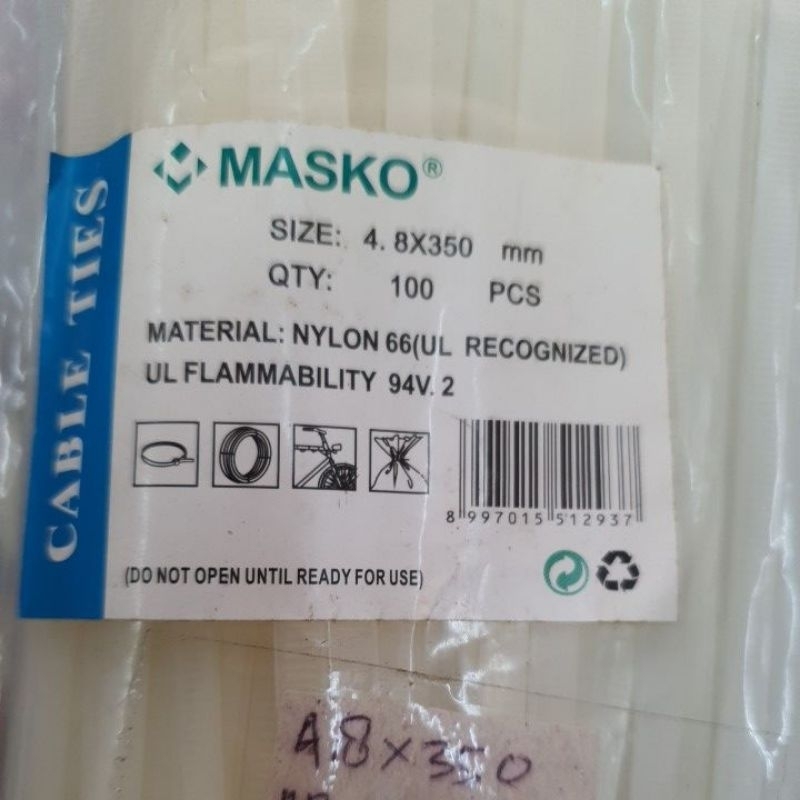 CABLE TIES
MASKO®
SIZE: 4.8X350 mm
QTY: 100 PCS
MATERIAL: NYLON 66(UL RECOGNIZED)
UL FLAMMABILITY 94V.2
8 997015 512937
(DO NOT OPEN UNTIL READY FOR USE)
4.8x350